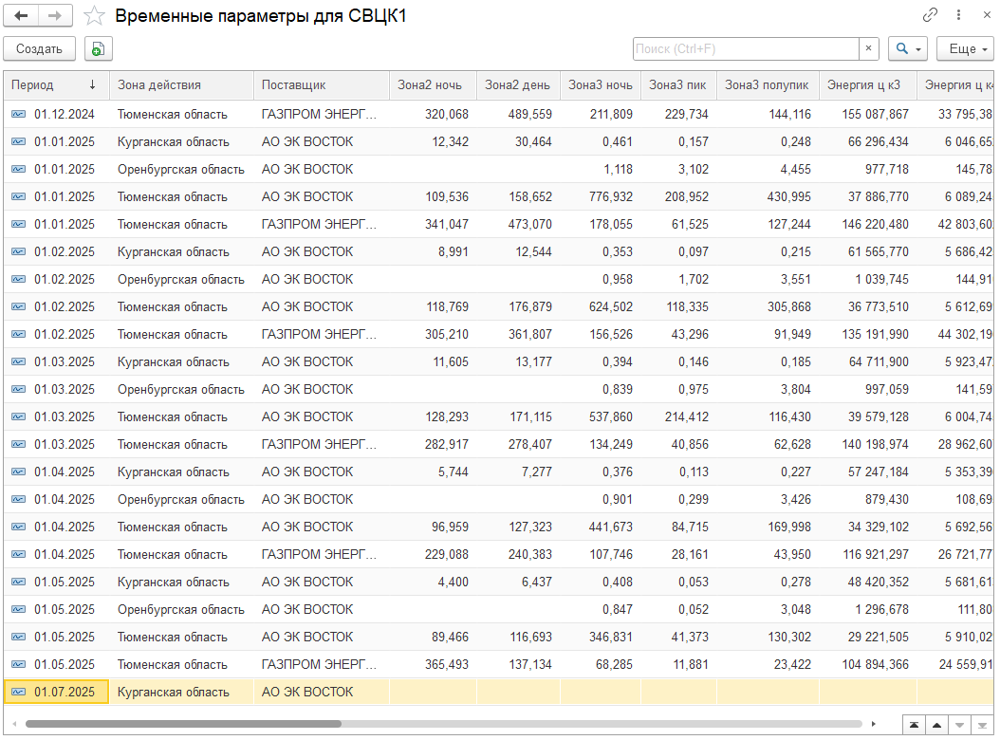 Временные параметры для СВЦК1
Создать Поиск (Ctrl+F) × Еще
Период ↓ Зона действия Поставщик Зона2 ночь Зона2 день Зона3 ночь Зона3 пик Зона3 полупик Энергия ц к3 Энергия ц к4
01.12.2024 Тюменская область ГАЗПРОМ ЭНЕРГ... 320,068 489,559 211,809 229,734 144,116 155 087,867 33 795,38
01.01.2025 Курганская область АО ЭК ВОСТОК 12,342 30,464 0,461 0,157 0,248 66 296,434 6 046,65
01.01.2025 Оренбургская область АО ЭК ВОСТОК 1,118 3,102 4,455 977,718 145,78
01.01.2025 Тюменская область АО ЭК ВОСТОК 109,536 158,652 776,932 208,952 430,995 37 886,770 6 089,24
01.01.2025 Тюменская область ГАЗПРОМ ЭНЕРГ... 341,047 473,070 178,055 61,525 127,244 146 220,480 42 803,60
01.02.2025 Курганская область АО ЭК ВОСТОК 8,991 12,544 0,353 0,097 0,215 61 565,770 5 686,42
01.02.2025 Оренбургская область АО ЭК ВОСТОК 0,958 1,702 3,551 1 039,745 144,91
01.02.2025 Тюменская область АО ЭК ВОСТОК 118,769 176,879 624,502 118,335 305,868 36 773,510 5 612,69
01.02.2025 Тюменская область ГАЗПРОМ ЭНЕРГ... 305,210 361,807 156,526 43,296 91,949 135 191,990 44 302,19
01.03.2025 Курганская область АО ЭК ВОСТОК 11,605 13,177 0,394 0,146 0,185 64 711,900 5 923,47
01.03.2025 Оренбургская область АО ЭК ВОСТОК 0,839 0,975 3,804 997,059 141,59
01.03.2025 Тюменская область АО ЭК ВОСТОК 128,293 171,115 537,860 214,412 116,430 39 579,128 6 004,74
01.03.2025 Тюменская область ГАЗПРОМ ЭНЕРГ... 282,917 278,407 134,249 40,856 62,628 140 198,974 28 962,60
01.04.2025 Курганская область АО ЭК ВОСТОК 5,744 7,277 0,376 0,113 0,227 57 247,184 5 353,39
01.04.2025 Оренбургская область АО ЭК ВОСТОК 0,901 0,299 3,426 879,430 108,69
01.04.2025 Тюменская область АО ЭК ВОСТОК 96,959 127,323 441,673 84,715 169,998 34 329,102 5 692,56
01.04.2025 Тюменская область ГАЗПРОМ ЭНЕРГ... 229,088 240,383 107,746 28,161 43,950 116 921,297 26 721,77
01.05.2025 Курганская область АО ЭК ВОСТОК 4,400 6,437 0,408 0,053 0,278 48 420,352 5 681,61
01.05.2025 Оренбургская область АО ЭК ВОСТОК 0,847 0,052 3,048 1 296,678 111,80
01.05.2025 Тюменская область АО ЭК ВОСТОК 89,466 116,693 346,831 41,373 130,302 29 221,505 5 910,02
01.05.2025 Тюменская область ГАЗПРОМ ЭНЕРГ... 365,493 137,134 68,285 11,881 23,422 104 894,366 24 559,91
01.07.2025 Курганская область АО ЭК ВОСТОК